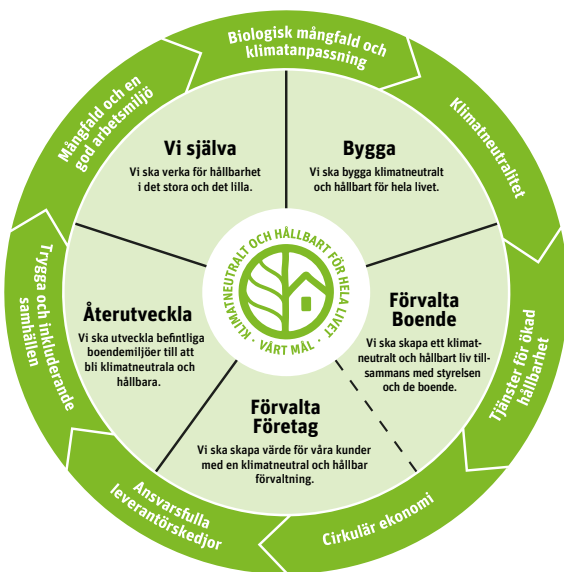 Biologisk mångfald och
klimatanpassning
Klimatneutralitet
Tjänster för ökad
hållbarhet
Cirkulär ekonomi
Ansvarsfulla
leverantörskedjor
Trygga och inkluderande
samhällen
Mångfald och en
god arbetsmiljö
Vi själva
Vi ska verka för hållbarhet
i det stora och det lilla.
Bygga
Vi ska bygga klimatneutralt
och hållbart för hela livet.
Förvalta
Boende
Vi ska skapa ett klimat-
neutralt och hållbart liv till-
sammans med styrelsen
och de boende.
Förvalta
Företag
Vi ska skapa värde för våra kunder
med en klimatneutral och hållbar
förvaltning.
Återutveckla
Vi ska utveckla befintliga
boendemiljöer till att
bli klimatneutrala och
hållbara.
KLIMATNEUTRALT OCH HÅLLBART FÖR HELA LIVET
· VÅRT MÅL ·